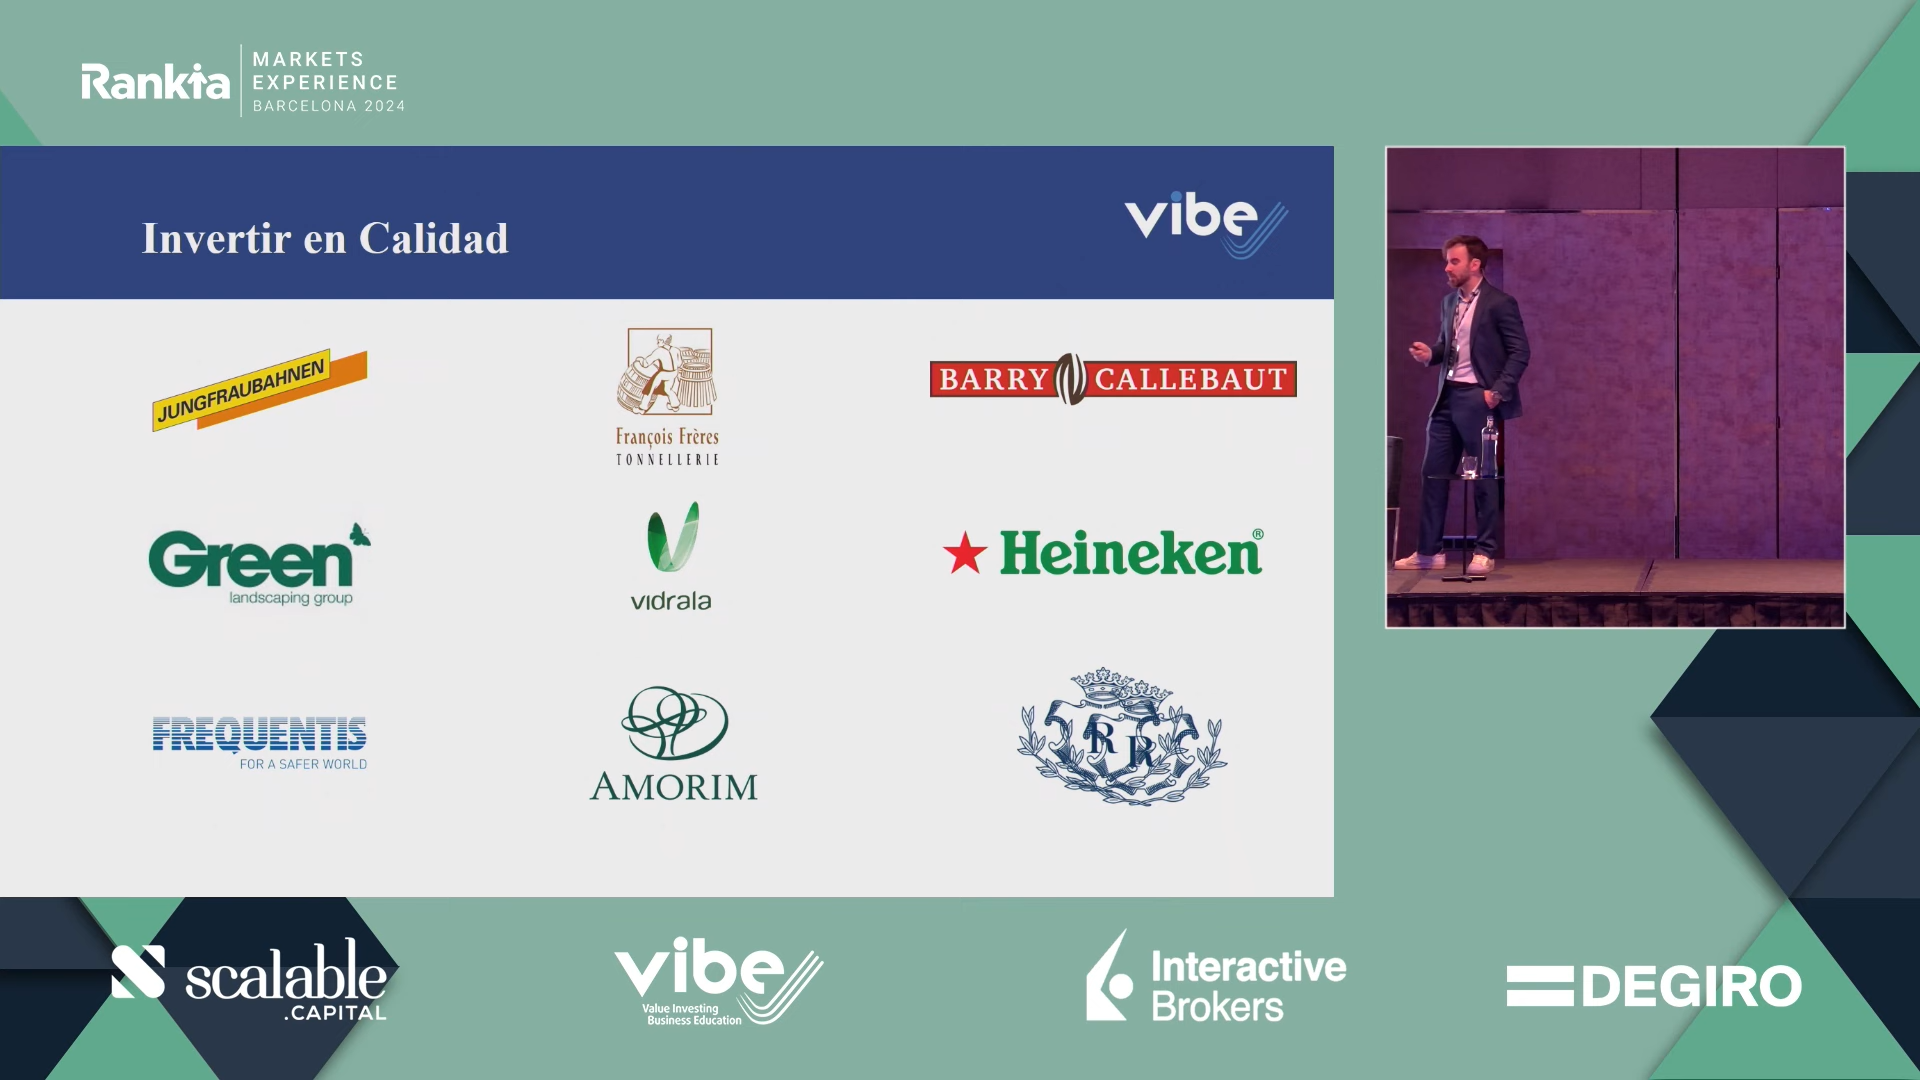 Rankia
MARKETS
EXPERIENCE
BARCELONA 2024
Invertir en Calidad
vibe
JUNGFRAUBAHNEN
François Frères
TONNELLERIE
BARRY CALLEBAUT
Green
landscaping group
vidrala
Heineken®
FREQUENTIS
FOR A SAFER WORLD
AMORIM
R R
scalable
.CAPITAL
vibe
Value Investing
Business Education
Interactive
Brokers
DEGIRO